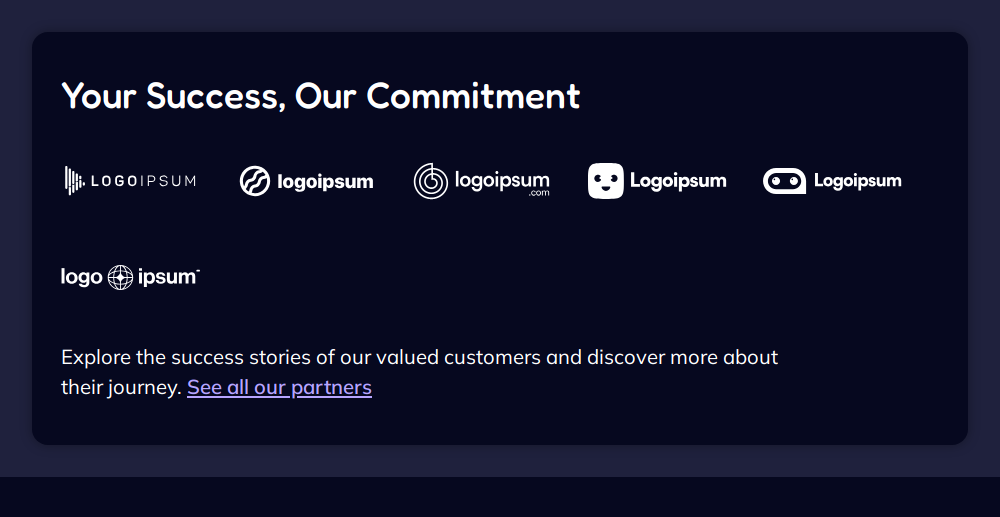 Your Success, Our Commitment
LOGOIPSUM
logoipsum
logoipsum
.com
Logoipsum
Logoipsum
logo ipsum
Explore the success stories of our valued customers and discover more about
their journey. See all our partners